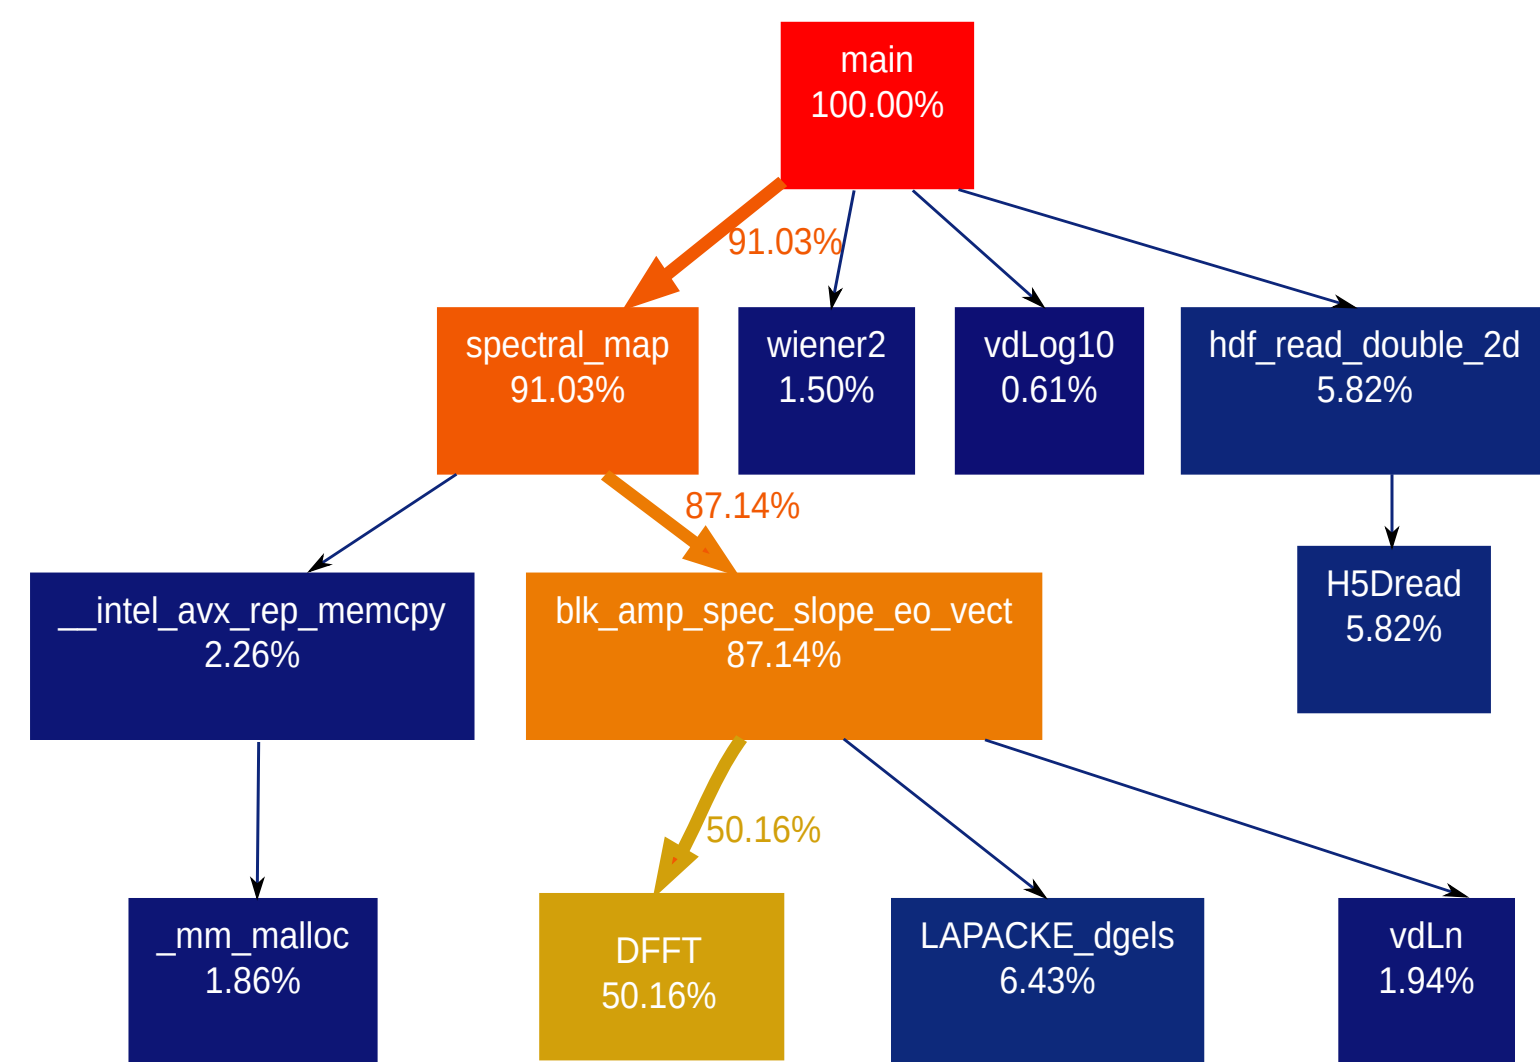 main
100.00%
91.03%
spectral_map
91.03%
wiener2
1.50%
vdLog10
0.61%
hdf_read_double_2d
5.82%
87.14%
H5Dread
5.82%
__intel_avx_rep_memcpy
2.26%
blk_amp_spec_slope_eo_vect
87.14%
50.16%
_mm_malloc
1.86%
DFFT
50.16%
LAPACKE_dgels
6.43%
vdLn
1.94%